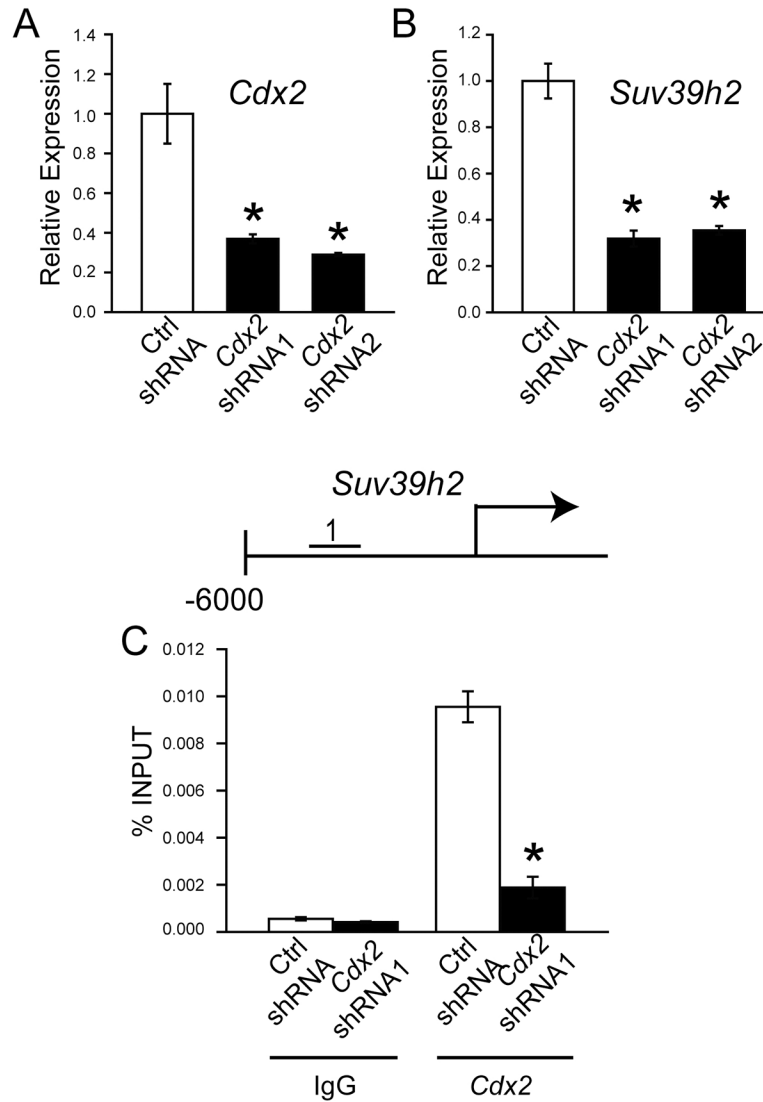 A
Relative Expression
1.4
1.2
1.0
0.8
0.6
0.4
0.2
0.0
Cdx2
*
*
Ctrl
shRNA
Cdx2
shRNA1
Cdx2
shRNA2
B
Relative Expression
1.2
1.0
0.8
0.6
0.4
0.2
0.0
Suv39h2
*
*
Ctrl
shRNA
Cdx2
shRNA1
Cdx2
shRNA2
Suv39h2
1
-6000
C
% INPUT
0.012
0.010
0.008
0.006
0.004
0.002
0.000
*
Ctrl
shRNA
Cdx2
shRNA1
Ctrl
shRNA
Cdx2
shRNA1
IgG
Cdx2